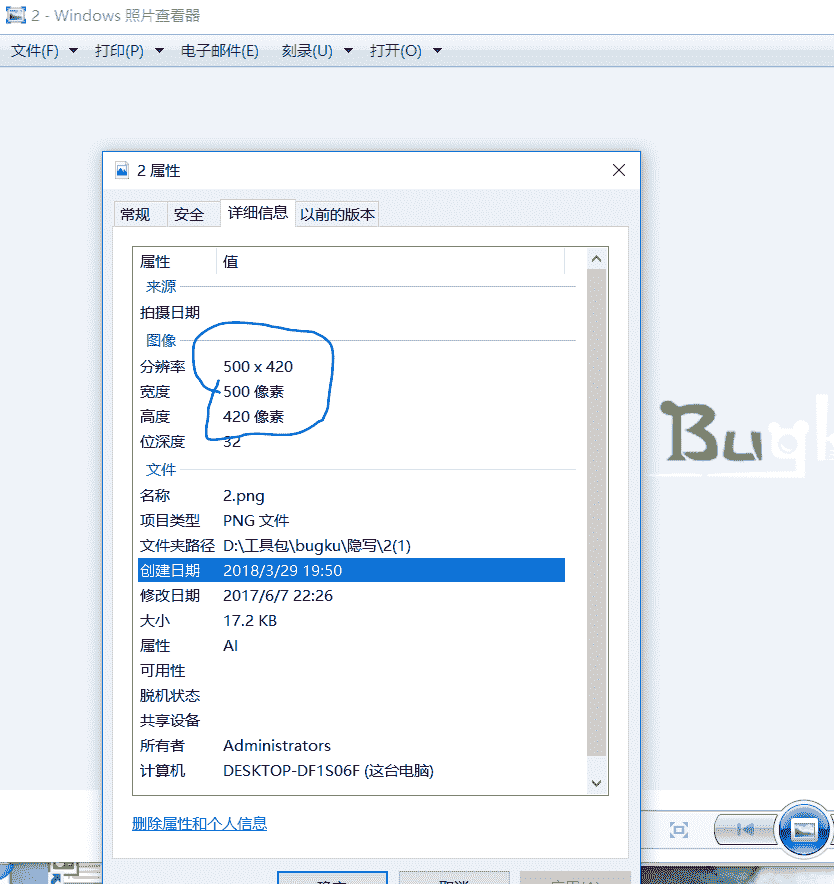 2 - Windows 照片查看器
文件(F) 打印(P) 电子邮件(E) 刻录(U) 打开(O)
2 属性
常规 安全 详细信息 以前的版本
属性 值
来源
拍摄日期
图像
分辨率 500 x 420
宽度 500 像素
高度 420 像素
位深度 32
文件
名称 2.png
项目类型 PNG 文件
文件夹路径 D:\工具包\bugku\隐写\2(1)
创建日期 2018/3/29 19:50
修改日期 2017/6/7 22:26
大小 17.2 KB
属性 AI
可用性
脱机状态
共享设备
所有者 Administrators
计算机 DESKTOP-DF1S06F (这台电脑)
删除属性和个人信息
Bugk